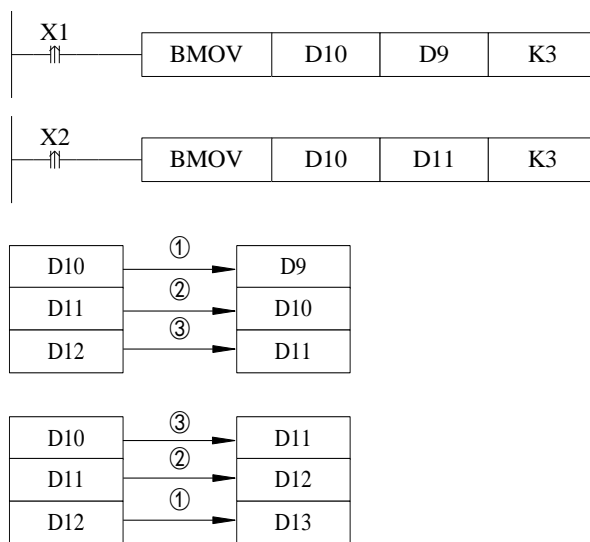 X1
BMOV D10 D9 K3
X2
BMOV D10 D11 K3
D10 ① D9
D11 ② D10
D12 ③ D11
D10 ③ D11
D11 ② D12
D12 ① D13